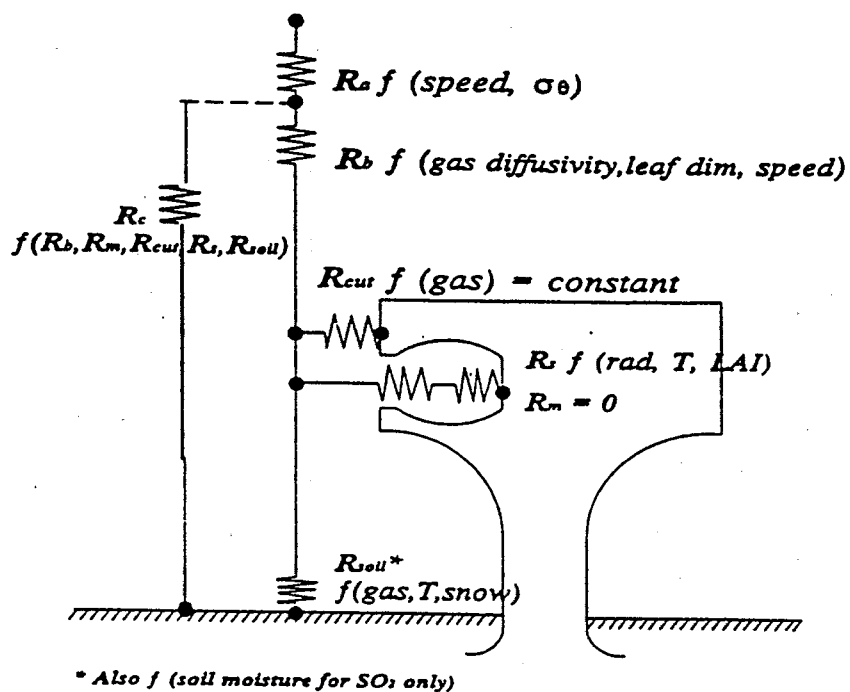 Ra f (speed, σθ)
Rb f (gas diffusivity,leaf dim, speed)
Rc
f(Rb,Rm,Rcut,Rs,Rsoil)
Rcut f (gas) = constant
Rs f (rad, T, LAI)
Rm = 0
Rsoil*
f(gas,T,snow)
* Also f (soil moisture for SO₂ only)